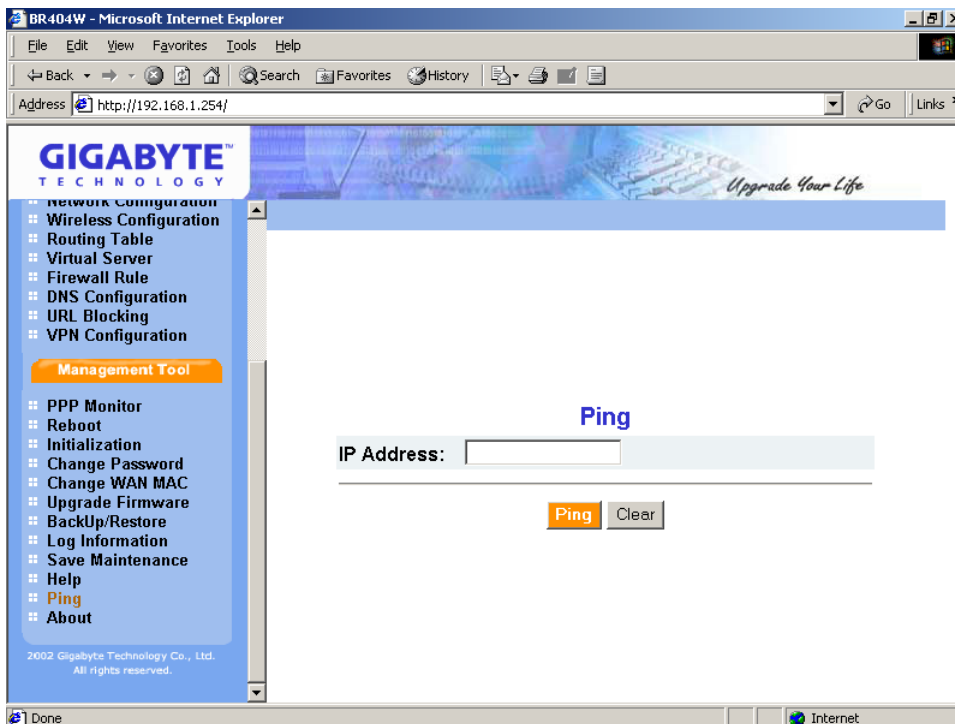 BR404W - Microsoft Internet Explorer
File Edit View Favorites Tools Help
Back Search Favorites History
Address http://192.168.1.254/ Go Links
GIGABYTE™
TECHNOLOGY
Upgrade Your Life
Network Configuration
Wireless Configuration
Routing Table
Virtual Server
Firewall Rule
DNS Configuration
URL Blocking
VPN Configuration
Management Tool
PPP Monitor
Reboot
Initialization
Change Password
Change WAN MAC
Upgrade Firmware
BackUp/Restore
Log Information
Save Maintenance
Help
Ping
About
2002 Gigabyte Technology Co., Ltd.
All rights reserved.
Ping
IP Address:
Ping Clear
Done Internet